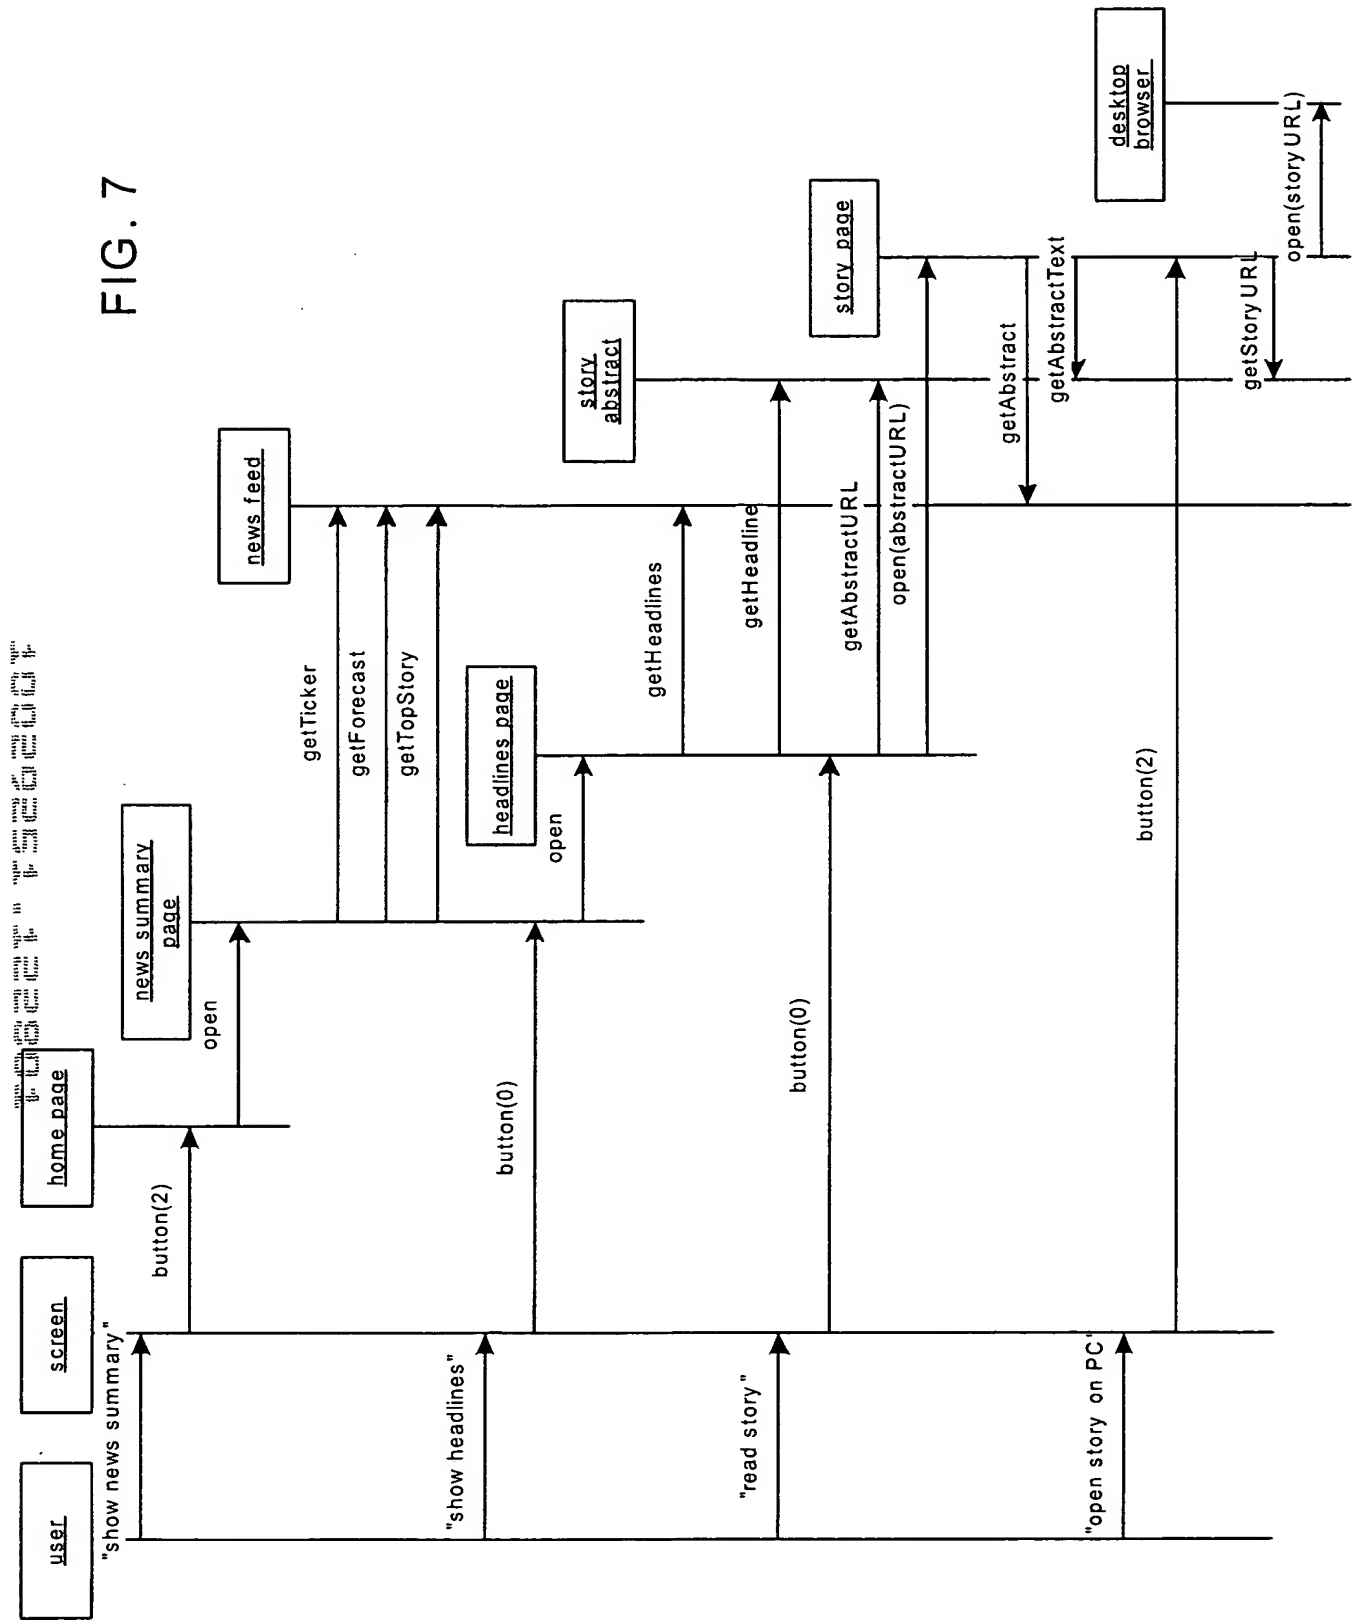 FIG. 7
user
screen
home page
news summary
page
news feed
headlines page
story
abstract
story page
desktop
browser
"show news summary"
button(2)
open
getTicker
getForecast
getTopStory
"show headlines"
button(0)
open
getHeadlines
"read story"
getHeadline
button(0)
getAbstractURL
open(abstractURL)
getAbstract
getAbstractText
"open story on PC"
button(2)
getStoryURL
open(storyURL)